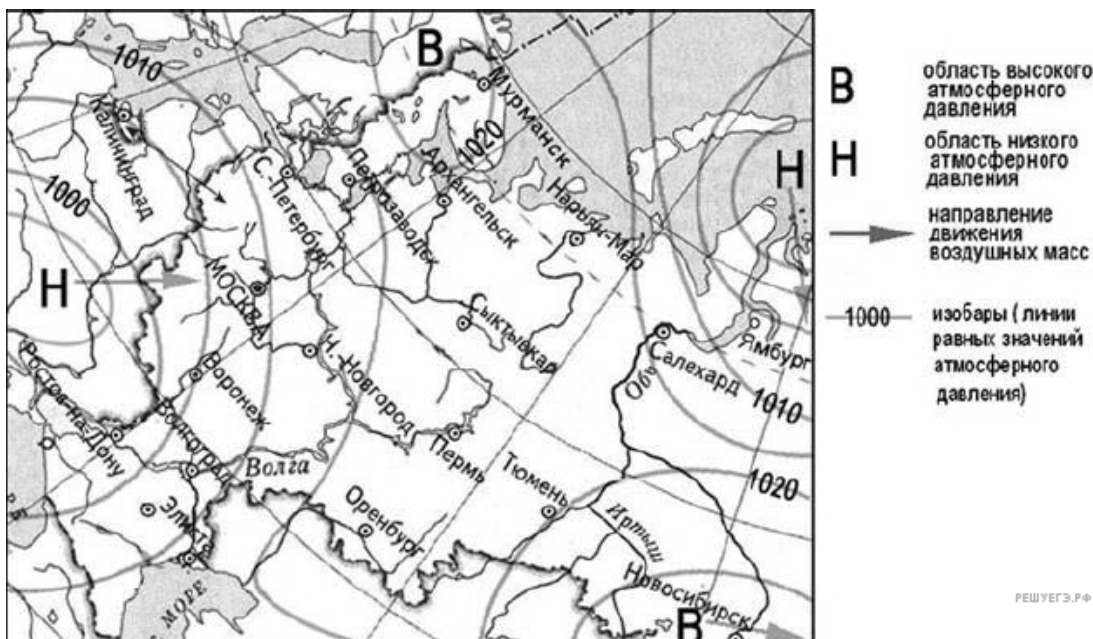 В
1010
Мурманск
Калининград
1020
Н
С.-Петербург
Петрозаводск
Архангельск
Нарьян-Мар
1000
Н
МОСКВА
Сыктывкар
Ямбург
Салехард
Обь
Ростов-на-Дону
Воронеж
Н.-Новгород
1010
Волгоград
Волга
Пермь
Тюмень
1020
Элиста
Оренбург
Иртыш
Новосибирск
МОРЕ
В
В
область высокого
атмосферного
давления
Н
область низкого
атмосферного
давления
направление
движения
воздушных масс
1000
изобары ( линии
равных значений
атмосферного
давления)
РЕШУЕГЭ.РФ